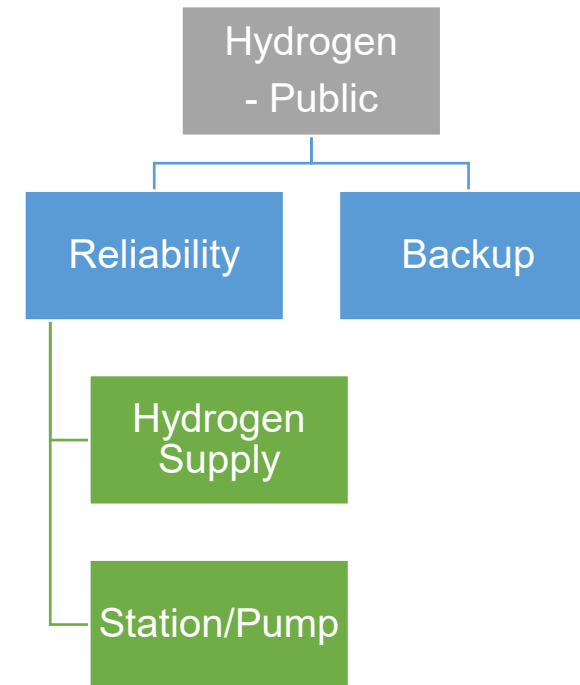 Hydrogen
- Public
Reliability
Backup
Hydrogen
Supply
Station/Pump